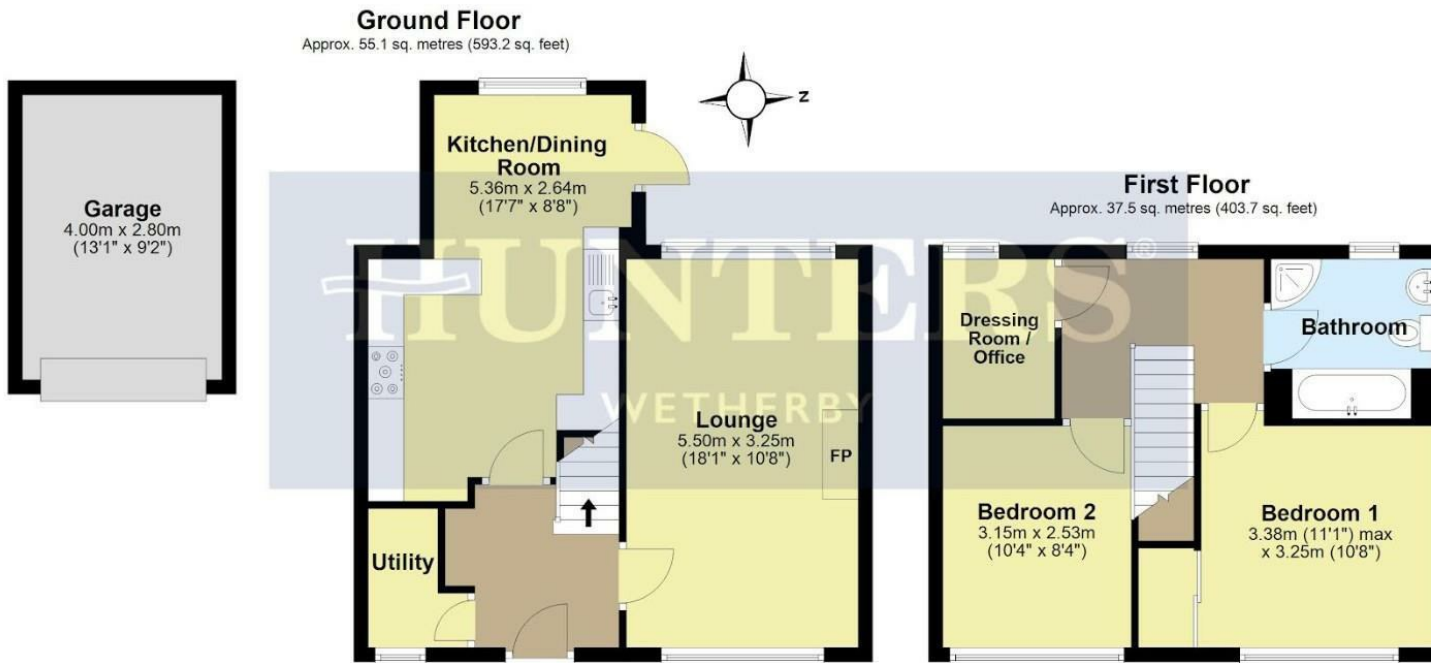 Ground Floor
Approx. 55.1 sq. metres (593.2 sq. feet)
Garage
4.00m x 2.80m
(13'1" x 9'2")
Kitchen/Dining
Room
5.36m x 2.64m
(17'7" x 8'8")
Z
Lounge
5.50m x 3.25m
(18'1" x 10'8")
FP
Utility
First Floor
Approx. 37.5 sq. metres (403.7 sq. feet)
Dressing
Room /
Office
Bathroom
Bedroom 2
3.15m x 2.53m
(10'4" x 8'4")
Bedroom 1
3.38m (11'1") max
x 3.25m (10'8")
HUNTERS®
WETHERBY